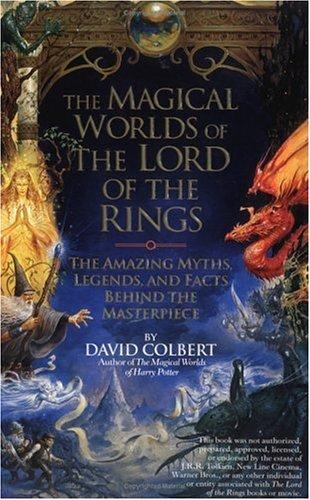 THE MAGICAL
WORLDS OF
THE LORD
OF THE
RINGS
THE AMAZING MYTHS,
LEGENDS, AND FACTS
BEHIND THE
MASTERPIECE
BY
DAVID COLBERT
Author of The Magical Worlds
of Harry Potter
This book was not authorized,
prepared, approved, licensed,
or endorsed by the estate of
J.R.R. Tolkien, New Line Cinema,
Warner Bros., or any other individual
or entity associated with The Lord
of the Rings books or movie.
Copyrighted Material